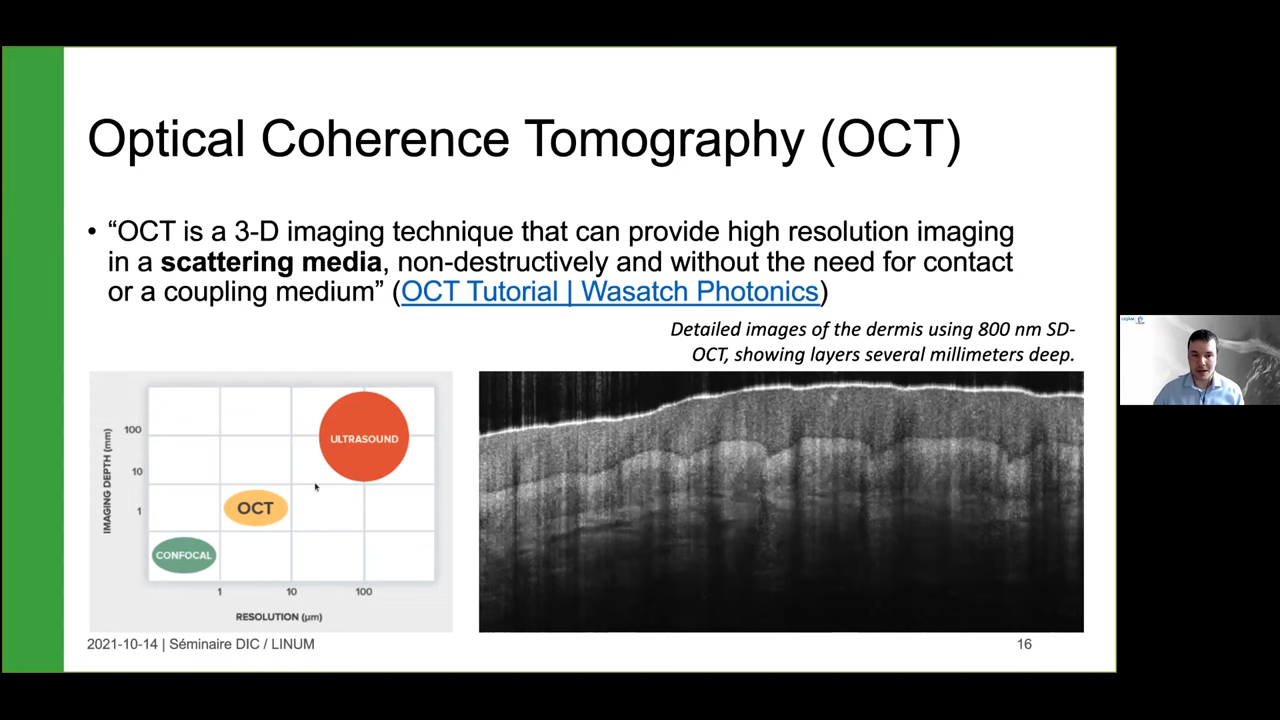 Optical Coherence Tomography (OCT)
• “OCT is a 3-D imaging technique that can provide high resolution imaging
in a scattering media, non-destructively and without the need for contact
or a coupling medium” (OCT Tutorial | Wasatch Photonics)
Detailed images of the dermis using 800 nm SD-
OCT, showing layers several millimeters deep.
IMAGING DEPTH (mm)
100
10
1
ULTRASOUND
OCT
CONFOCAL
1 10 100
RESOLUTION (µm)
2021-10-14 | Séminaire DIC / LINUM
16